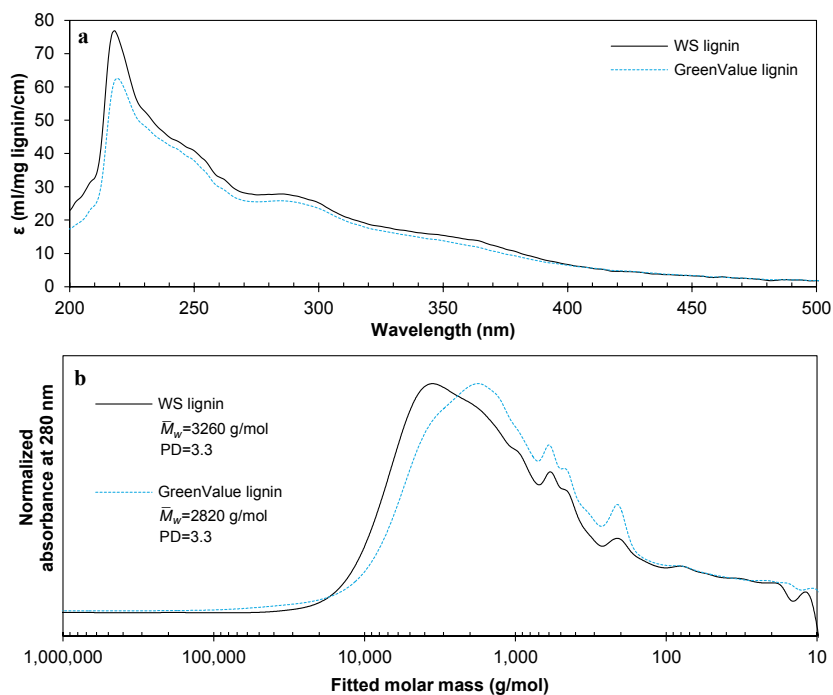 a
80
70
60
50
40
30
20
10
0
ε (ml/mg lignin/cm)
WS lignin
GreenValue lignin
200 250 300 350 400 450 500
Wavelength (nm)
b
Normalized
absorbance at 280 nm
WS lignin
M̅w=3260 g/mol
PD=3.3
GreenValue lignin
M̅w=2820 g/mol
PD=3.3
1,000,000 100,000 10,000 1,000 100 10
Fitted molar mass (g/mol)